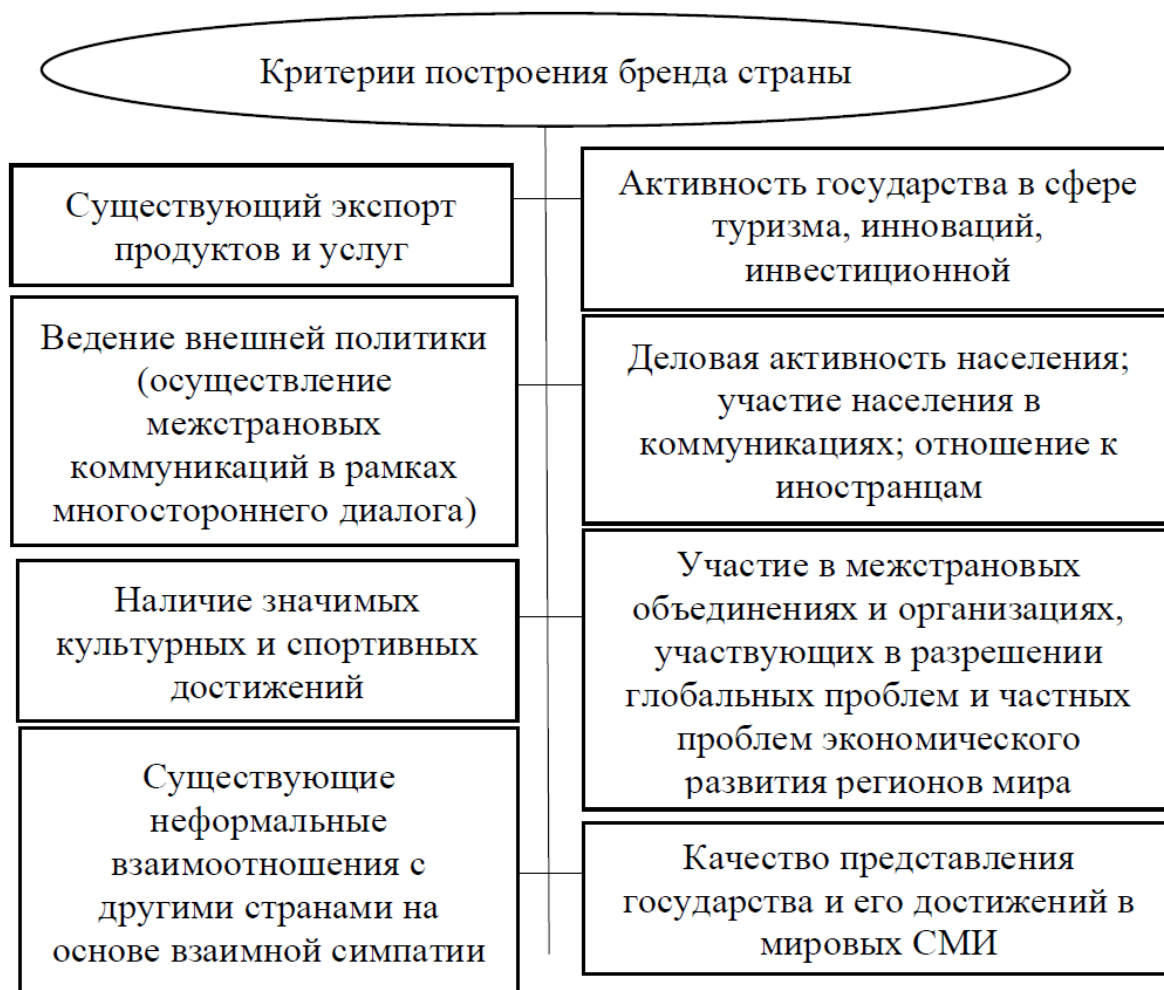 Критерии построения бренда страны
Существующий экспорт
продуктов и услуг
Активность государства в сфере
туризма, инноваций,
инвестиционной
Ведение внешней политики
(осуществление
межстрановых
коммуникаций в рамках
многостороннего диалога)
Деловая активность населения;
участие населения в
коммуникациях; отношение к
иностранцам
Наличие значимых
культурных и спортивных
достижений
Участие в межстрановых
объединениях и организациях,
участвующих в разрешении
глобальных проблем и частных
проблем экономического
развития регионов мира
Существующие
неформальные
взаимоотношения с
другими странами на
основе взаимной симпатии
Качество представления
государства и его достижений в
мировых СМИ